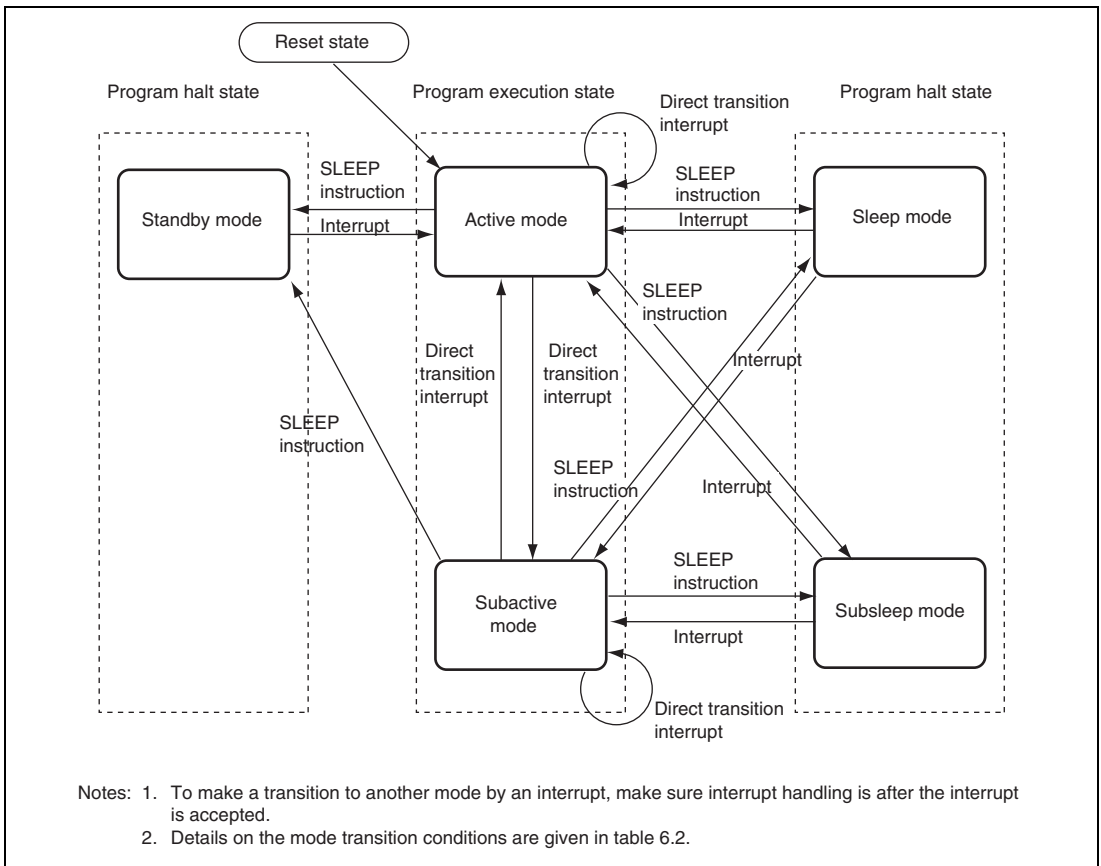 Reset state
Program halt state
Program execution state
Program halt state
Direct transition
interrupt
SLEEP
instruction
SLEEP
instruction
Standby mode
Active mode
Sleep mode
Interrupt
Interrupt
SLEEP
instruction
Direct
transition
interrupt
Direct
transition
interrupt
Interrupt
SLEEP
instruction
SLEEP
instruction
Interrupt
SLEEP
instruction
Subactive
mode
Subsleep mode
Interrupt
Direct transition
interrupt
Notes: 1. To make a transition to another mode by an interrupt, make sure interrupt handling is after the interrupt
is accepted.
2. Details on the mode transition conditions are given in table 6.2.